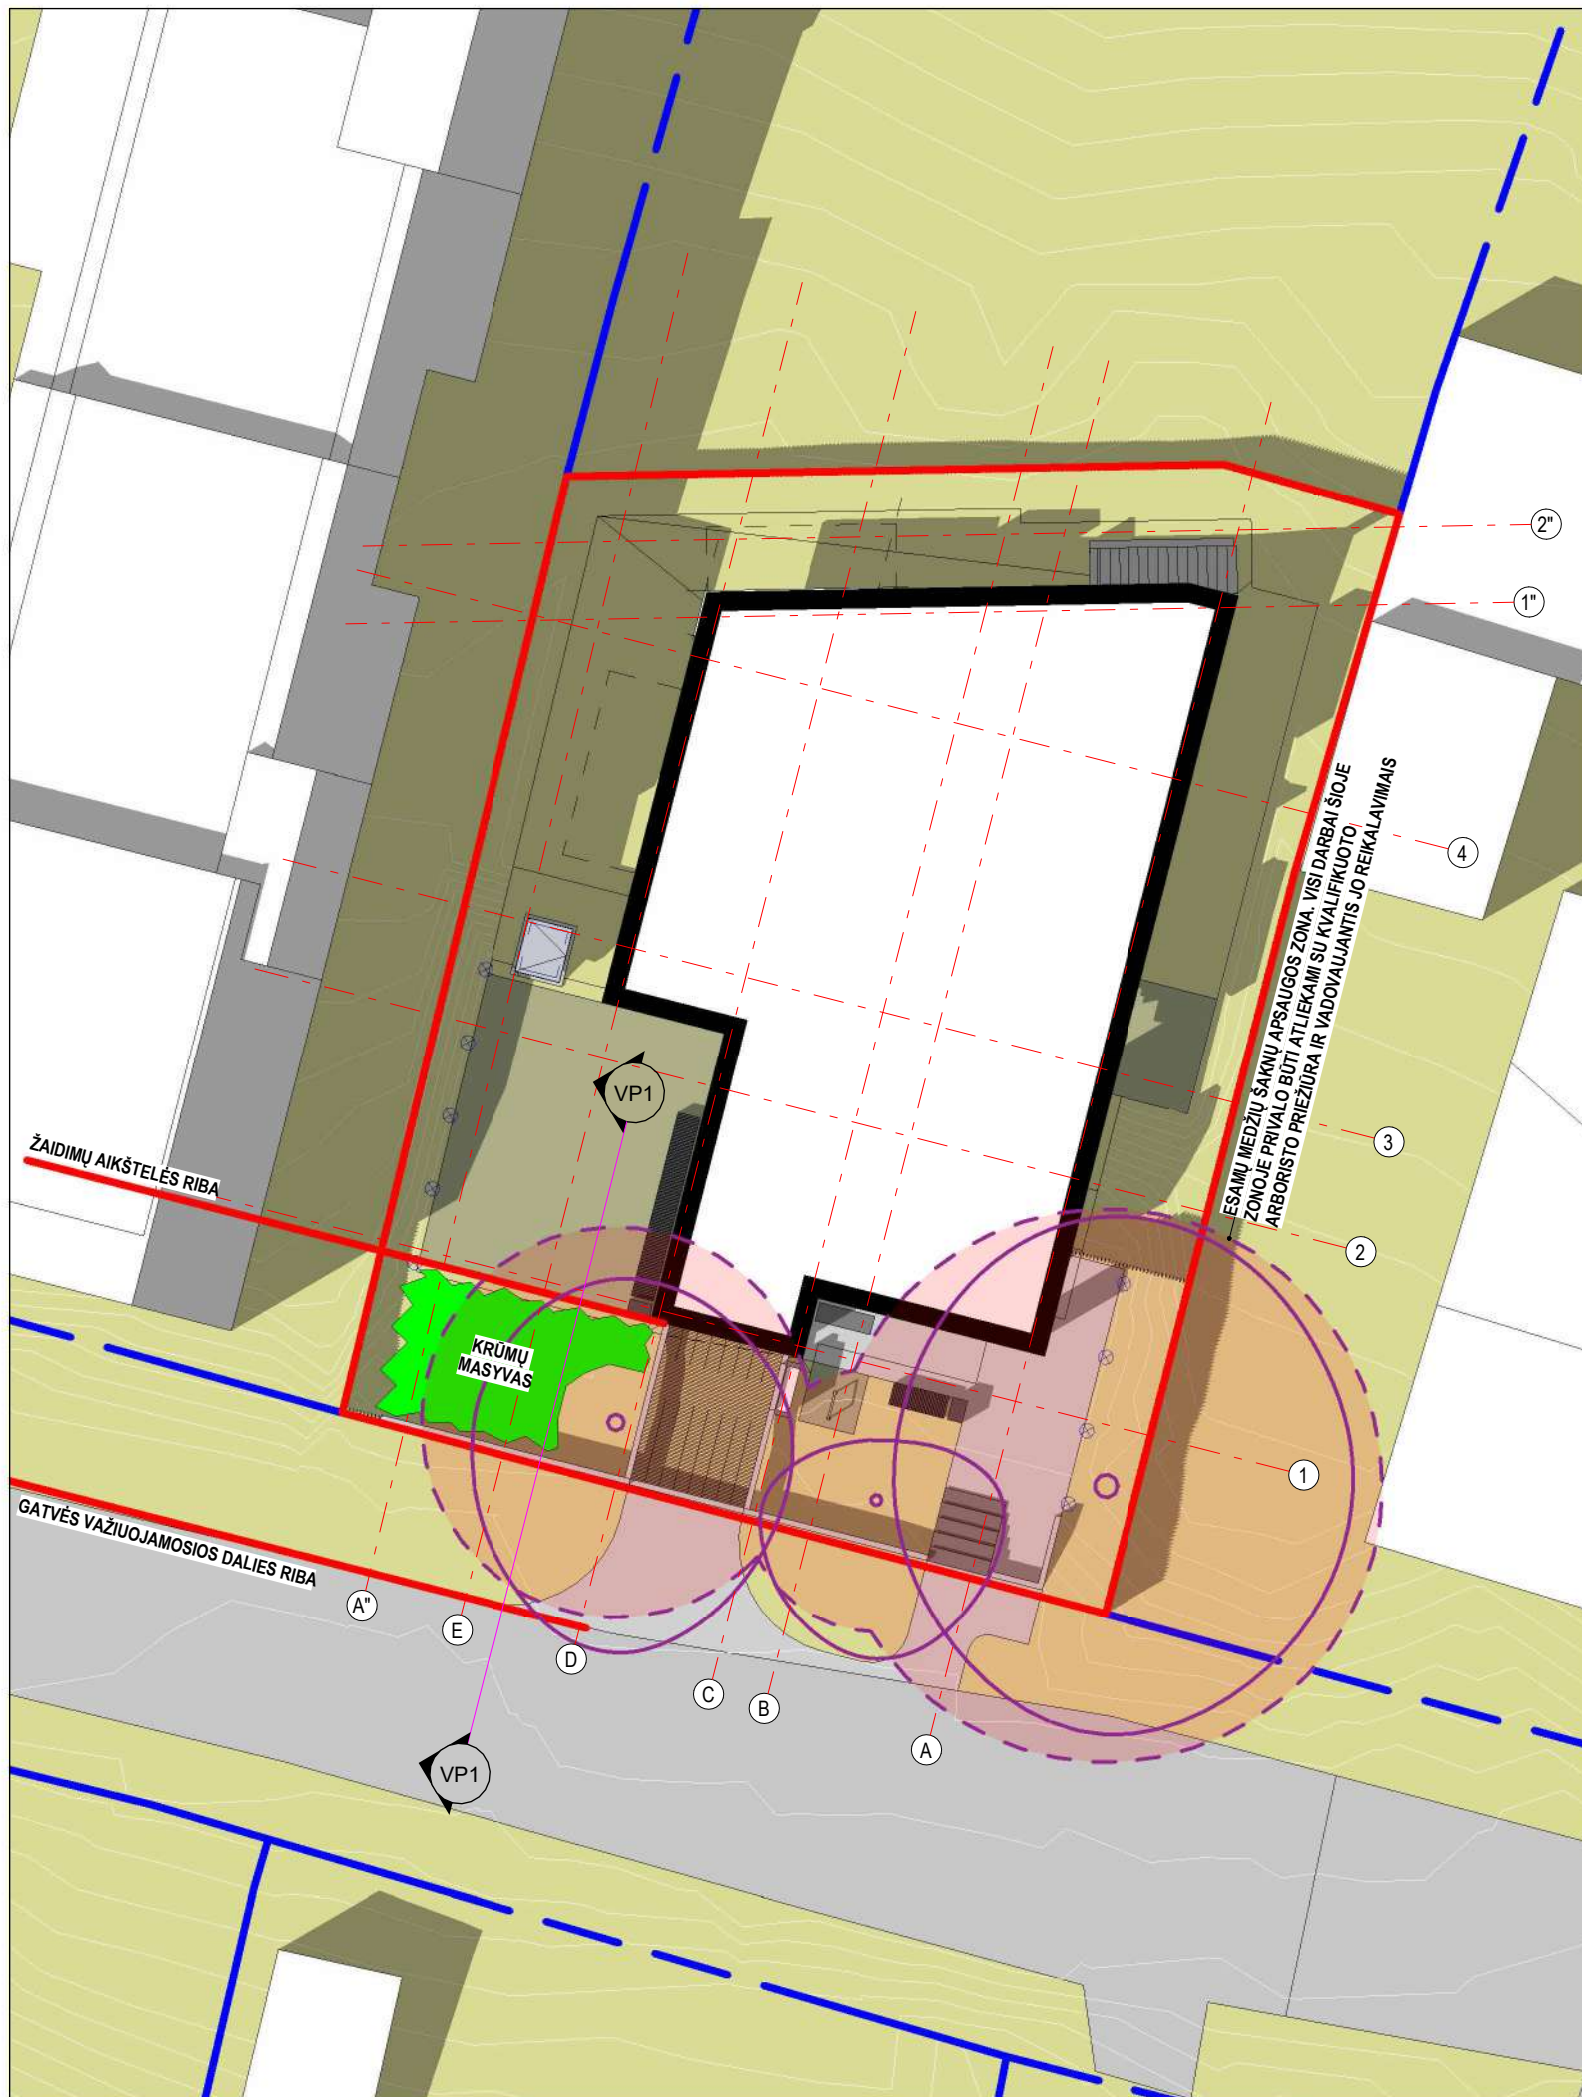 2"
1"
4
ESAMŲ MEDŽIŲ ŠAKNŲ APSAUGOS ZONA. VISI DARBAI ŠIOJE
ZONOJE PRIVALO BŪTI ATLIEKAMI SU KVALIFIKUOTO
ARBORISTO PRIEŽIŪRA IR VADOVAUJANTIS JO REIKALAVIMAIS
VP1
3
ŽAIDIMŲ AIKŠTELĖS RIBA
2
KRŪMŲ
MASYVAS
1
GATVĖS VAŽIUOJAMOSIOS DALIES RIBA
A"
E
D
C
B
A
VP1